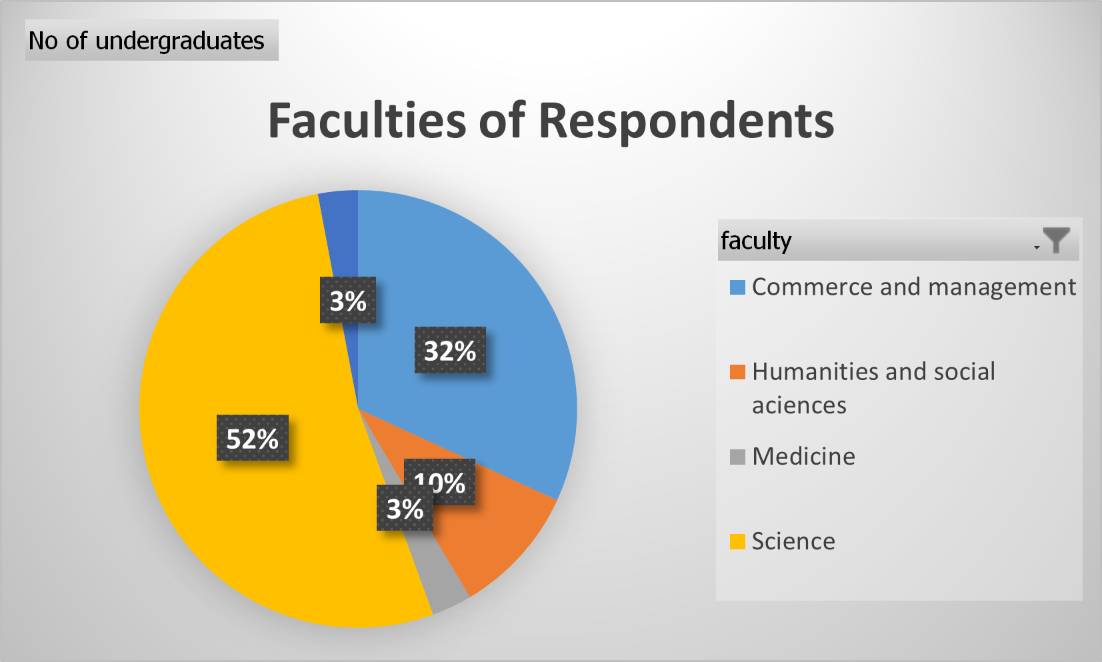 No of undergraduates
Faculties of Respondents
faculty
Commerce and management
Humanities and social
aciences
Medicine
Science
3%
32%
52%
10%
3%